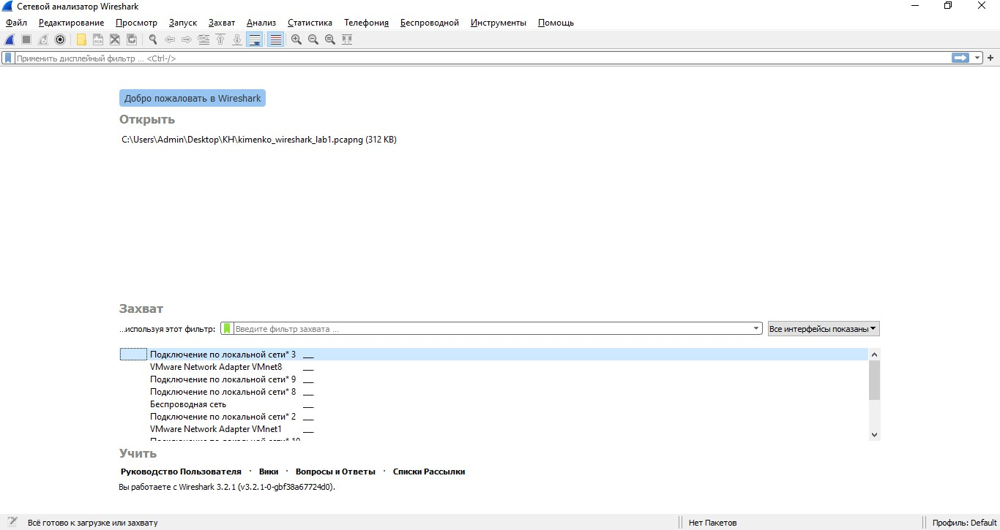 Сетевой анализатор Wireshark
Файл Редактирование Просмотр Запуск Захват Анализ Статистика Телефония Беспроводной Инструменты Помощь
Применить дисплейный фильтр ... <Ctrl-/>
Добро пожаловать в Wireshark
Открыть
C:\Users\Admin\Desktop\KH\kimenko_wireshark_lab1.pcapng (312 KB)
Захват
...используя этот фильтр: Введите фильтр захвата ... Все интерфейсы показаны
Подключение по локальной сети* 3
VMware Network Adapter VMnet8
Подключение по локальной сети* 9
Подключение по локальной сети* 8
Беспроводная сеть
Подключение по локальной сети* 2
VMware Network Adapter VMnet1
Подключение по локальной сети* 10
Учить
Руководство Пользователя · Вики · Вопросы и Ответы · Списки Рассылки
Вы работаете с Wireshark 3.2.1 (v3.2.1-0-gbf38a67724d0).
Всё готово к загрузке или захвату Нет Пакетов Профиль: Default